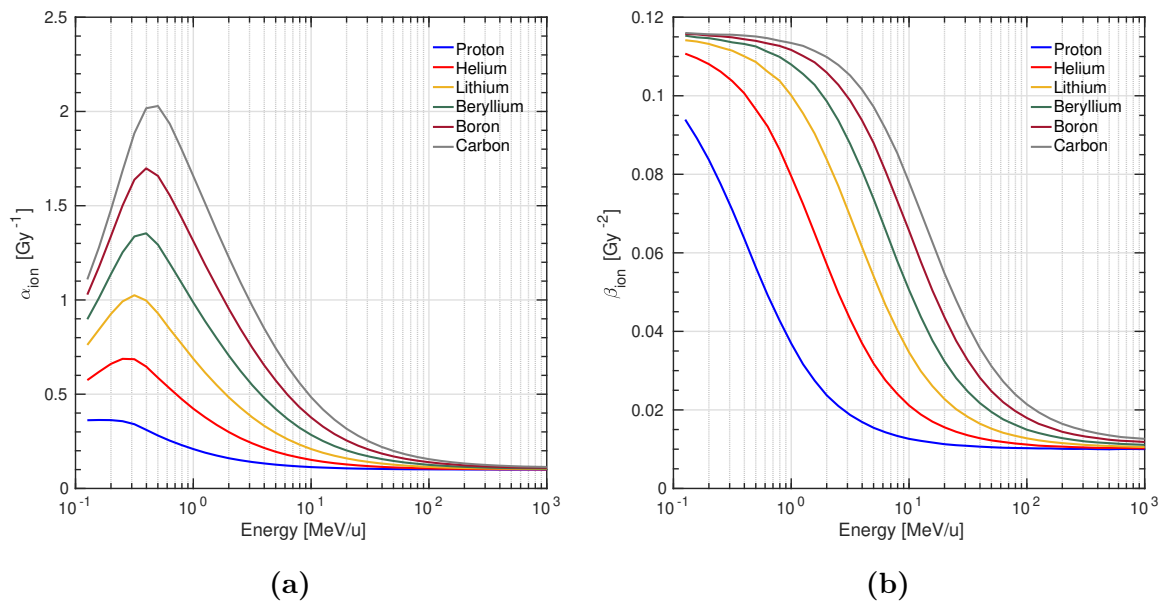 2.5
2
1.5
1
0.5
0
10^-1
10^0
10^1
10^2
10^3
Energy [MeV/u]
α_ion [Gy^-1]
Proton
Helium
Lithium
Beryllium
Boron
Carbon
(a)
0.12
0.1
0.08
0.06
0.04
0.02
0
10^-1
10^0
10^1
10^2
10^3
Energy [MeV/u]
β_ion [Gy^-2]
Proton
Helium
Lithium
Beryllium
Boron
Carbon
(b)